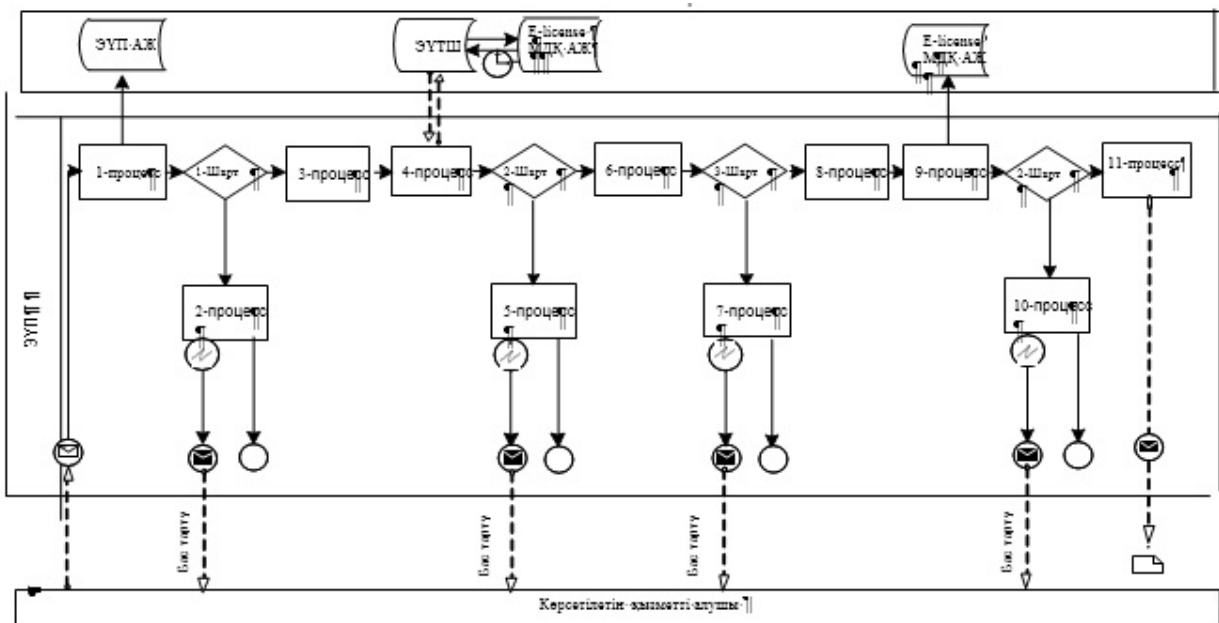 ЭҮП АЖ
ЭҮТШ
E-license
МДҚ АЖ
E-license
МДҚ АЖ
1-процесс
1-Шарт
3-процесс
4-процесс
2-Шарт
6-процесс
3-Шарт
8-процесс
9-процесс
2-Шарт
11-процесс
2-процесс
5-процесс
7-процесс
10-процесс
ЭҮП
Бас тарту
Бас тарту
Бас тарту
Бас тарту
Көрсетілетін қызметті алушы